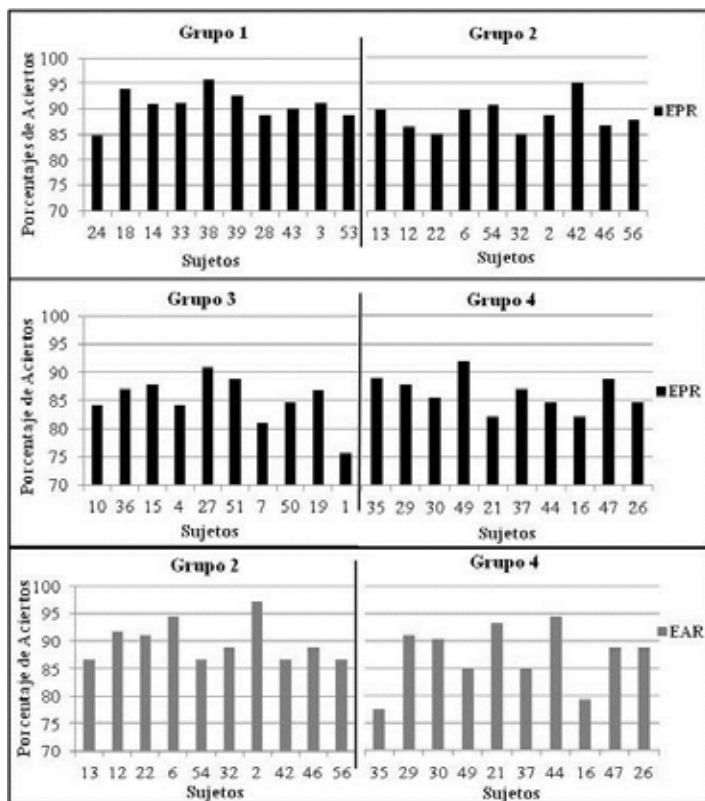 Grupo 1 Grupo 2
Porcentajes de Aciertos
100
95
90
85
80
75
70
24 18 14 33 38 39 28 43 3 53 13 12 22 6 54 32 2 42 46 56
Sujetos Sujetos
EPR
Grupo 3 Grupo 4
Porcentaje de Aciertos
100
95
90
85
80
75
70
10 36 15 4 27 51 7 50 19 1 35 29 30 49 21 37 44 16 47 26
Sujetos Sujetos
EPR
Grupo 2 Grupo 4
Porcentaje de Aciertos
100
95
90
85
80
75
70
13 12 22 6 54 32 2 42 46 56 35 29 30 49 21 37 44 16 47 26
Sujetos Sujetos
EAR